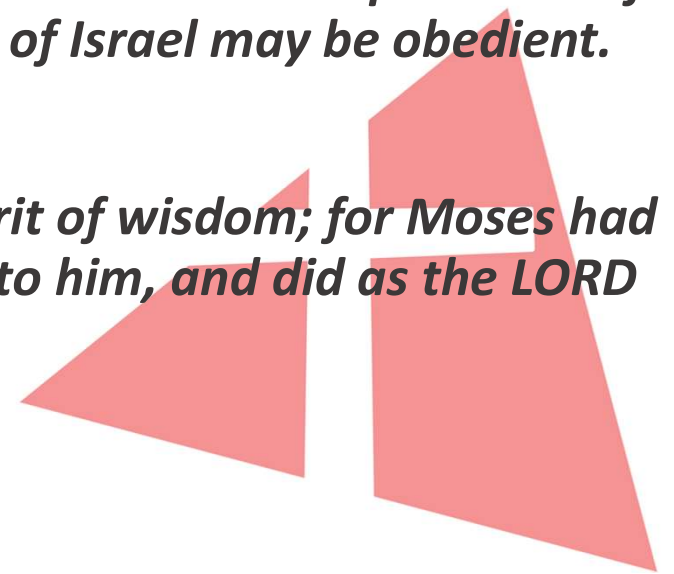 of Israel may be obedient.
rit of wisdom; for Moses had
to him, and did as the LORD